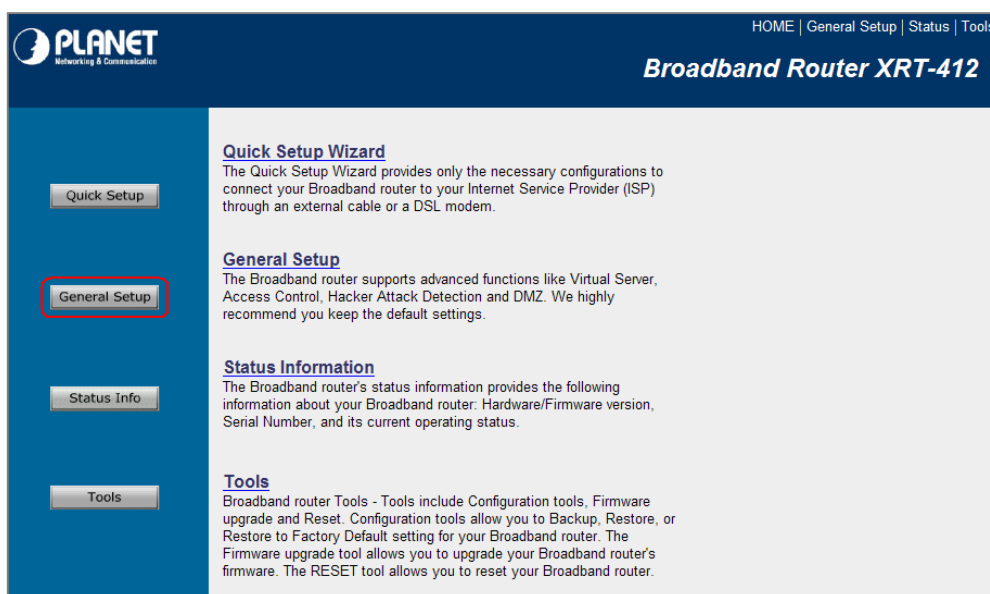 PLANET
Networking & Communication
HOME | General Setup | Status | Tools
Broadband Router XRT-412
Quick Setup
General Setup
Status Info
Tools
Quick Setup Wizard
The Quick Setup Wizard provides only the necessary configurations to
connect your Broadband router to your Internet Service Provider (ISP)
through an external cable or a DSL modem.
General Setup
The Broadband router supports advanced functions like Virtual Server,
Access Control, Hacker Attack Detection and DMZ. We highly
recommend you keep the default settings.
Status Information
The Broadband router's status information provides the following
information about your Broadband router: Hardware/Firmware version,
Serial Number, and its current operating status.
Tools
Broadband router Tools - Tools include Configuration tools, Firmware
upgrade and Reset. Configuration tools allow you to Backup, Restore, or
Restore to Factory Default setting for your Broadband router. The
Firmware upgrade tool allows you to upgrade your Broadband router's
firmware. The RESET tool allows you to reset your Broadband router.